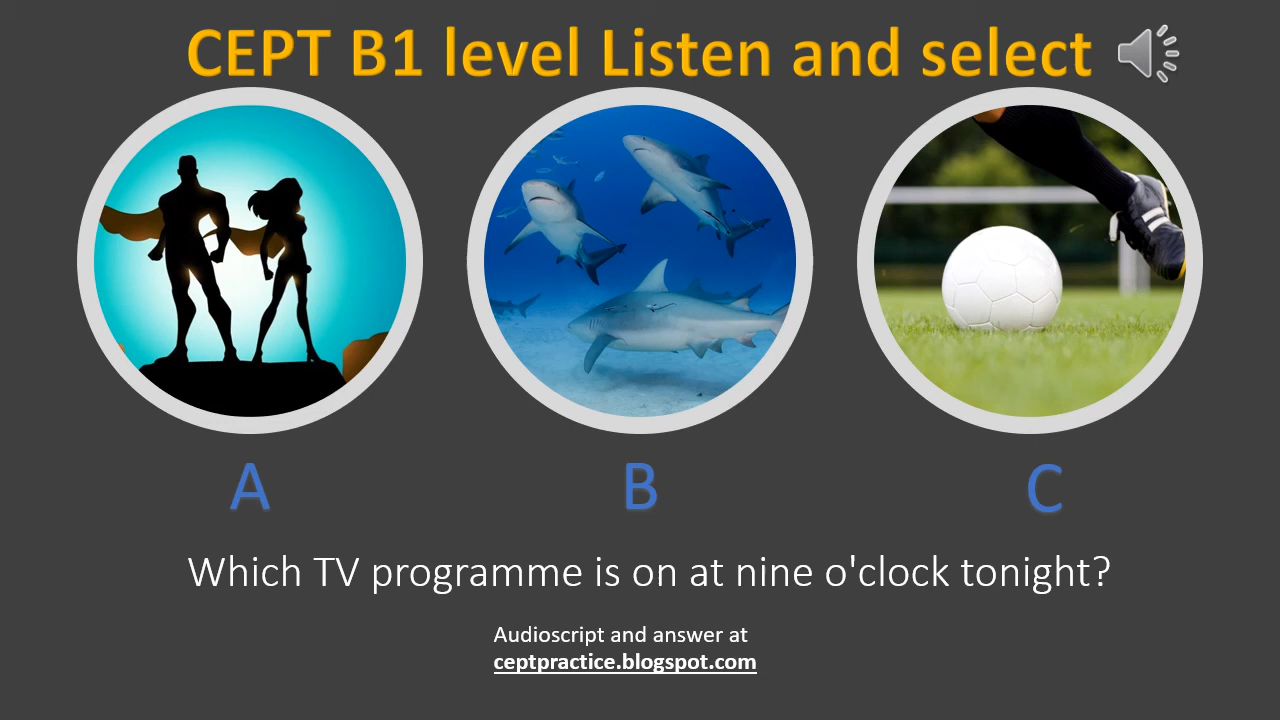 CEPT B1 level Listen and select
A
B
C
Which TV programme is on at nine o'clock tonight?
Audioscript and answer at
ceptpractice.blogspot.com